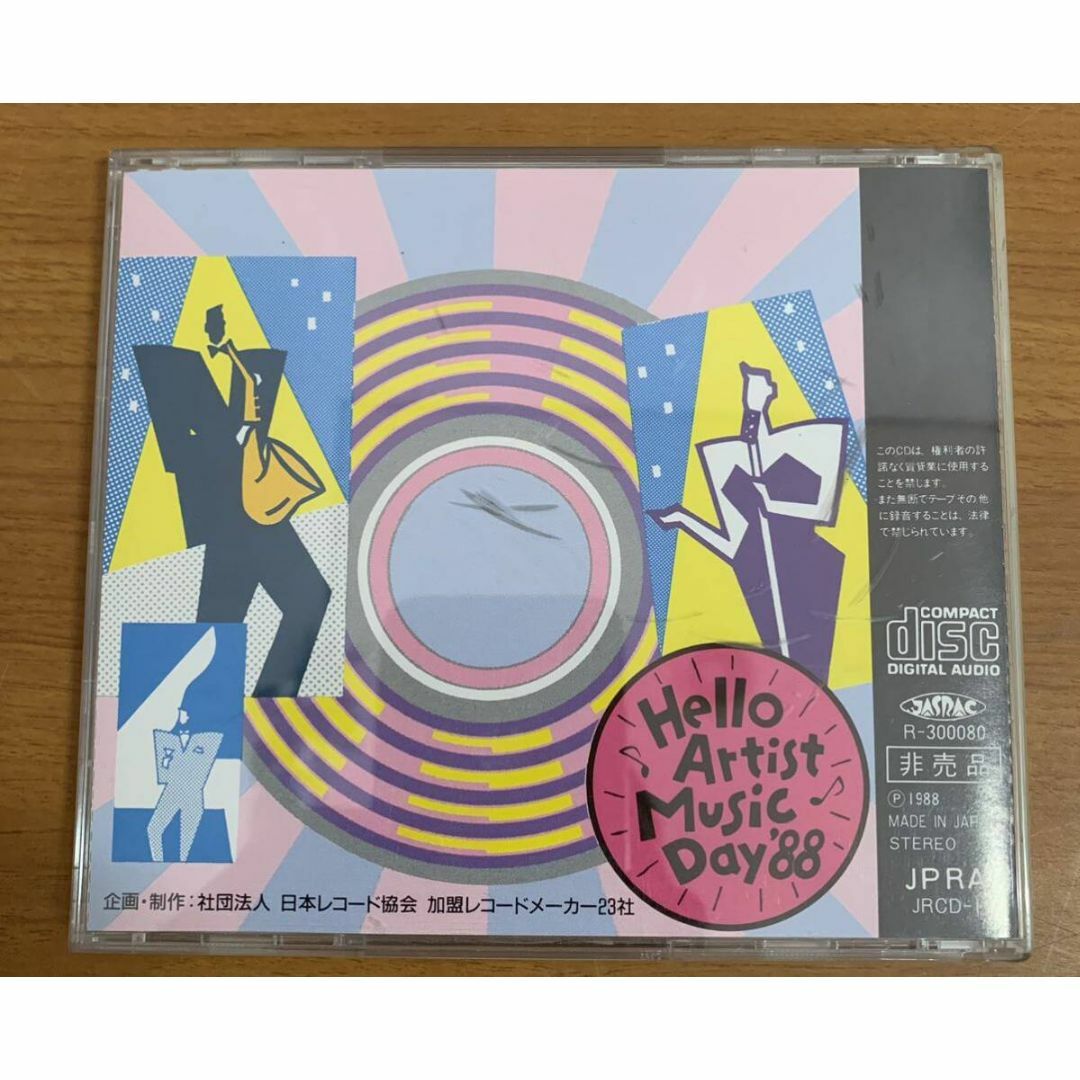 このCDは、権利者の許
諾なく賃貸業に使用する
ことを禁じます。
また無断でテープその他
に録音することは、法律
で禁じられています。
COMPACT
disc
DIGITAL AUDIO
JASRAC
R-300080
非売品
Ⓟ1988
MADE IN
STEREO
JPRA
Hello
Artist
Music
Day '88
企画・制作:社団法人 日本レコード協会 加盟レコードメーカー23社